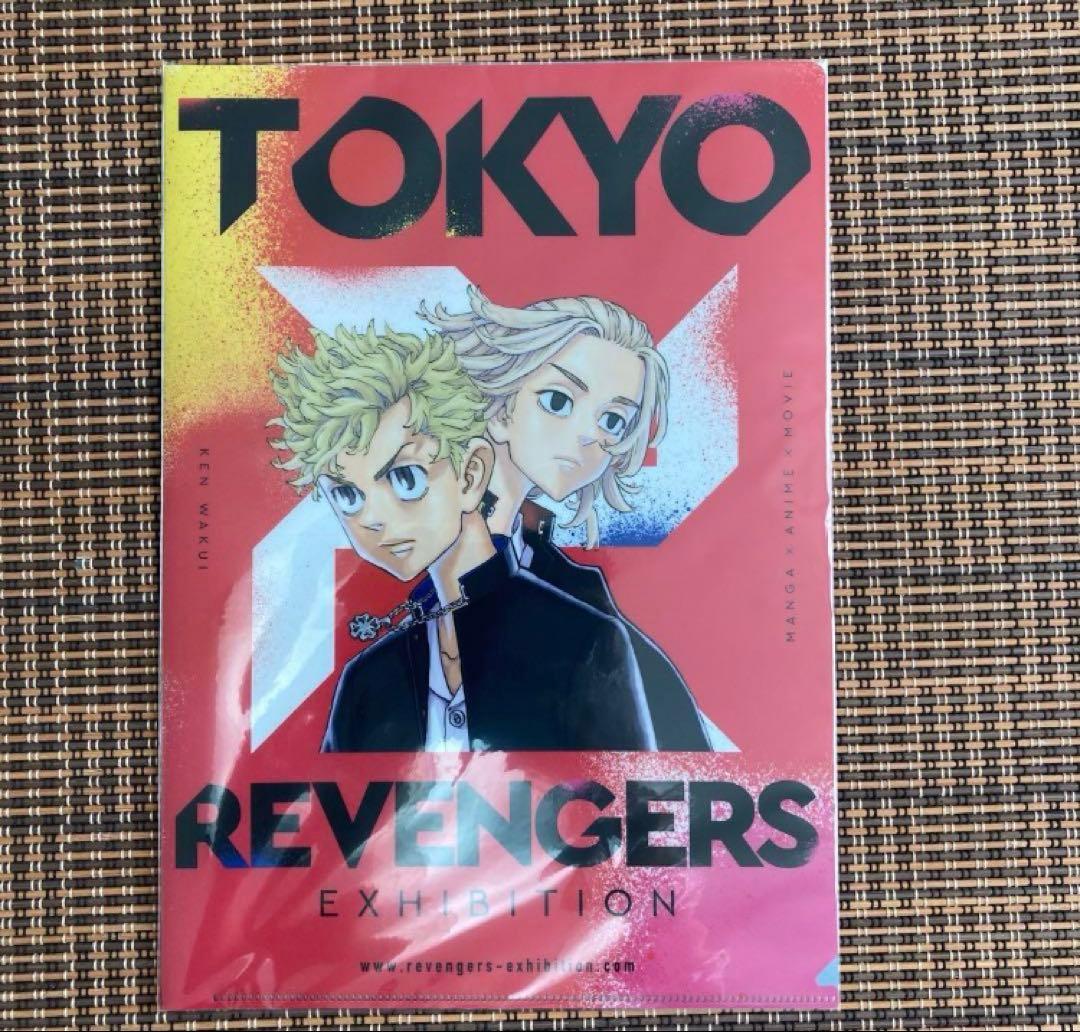 TOKYO
KEN WAKUI
MANGA x ANIME x MOVIE
REVENGERS
EXHIBITION
www.revengers-exhibition.com